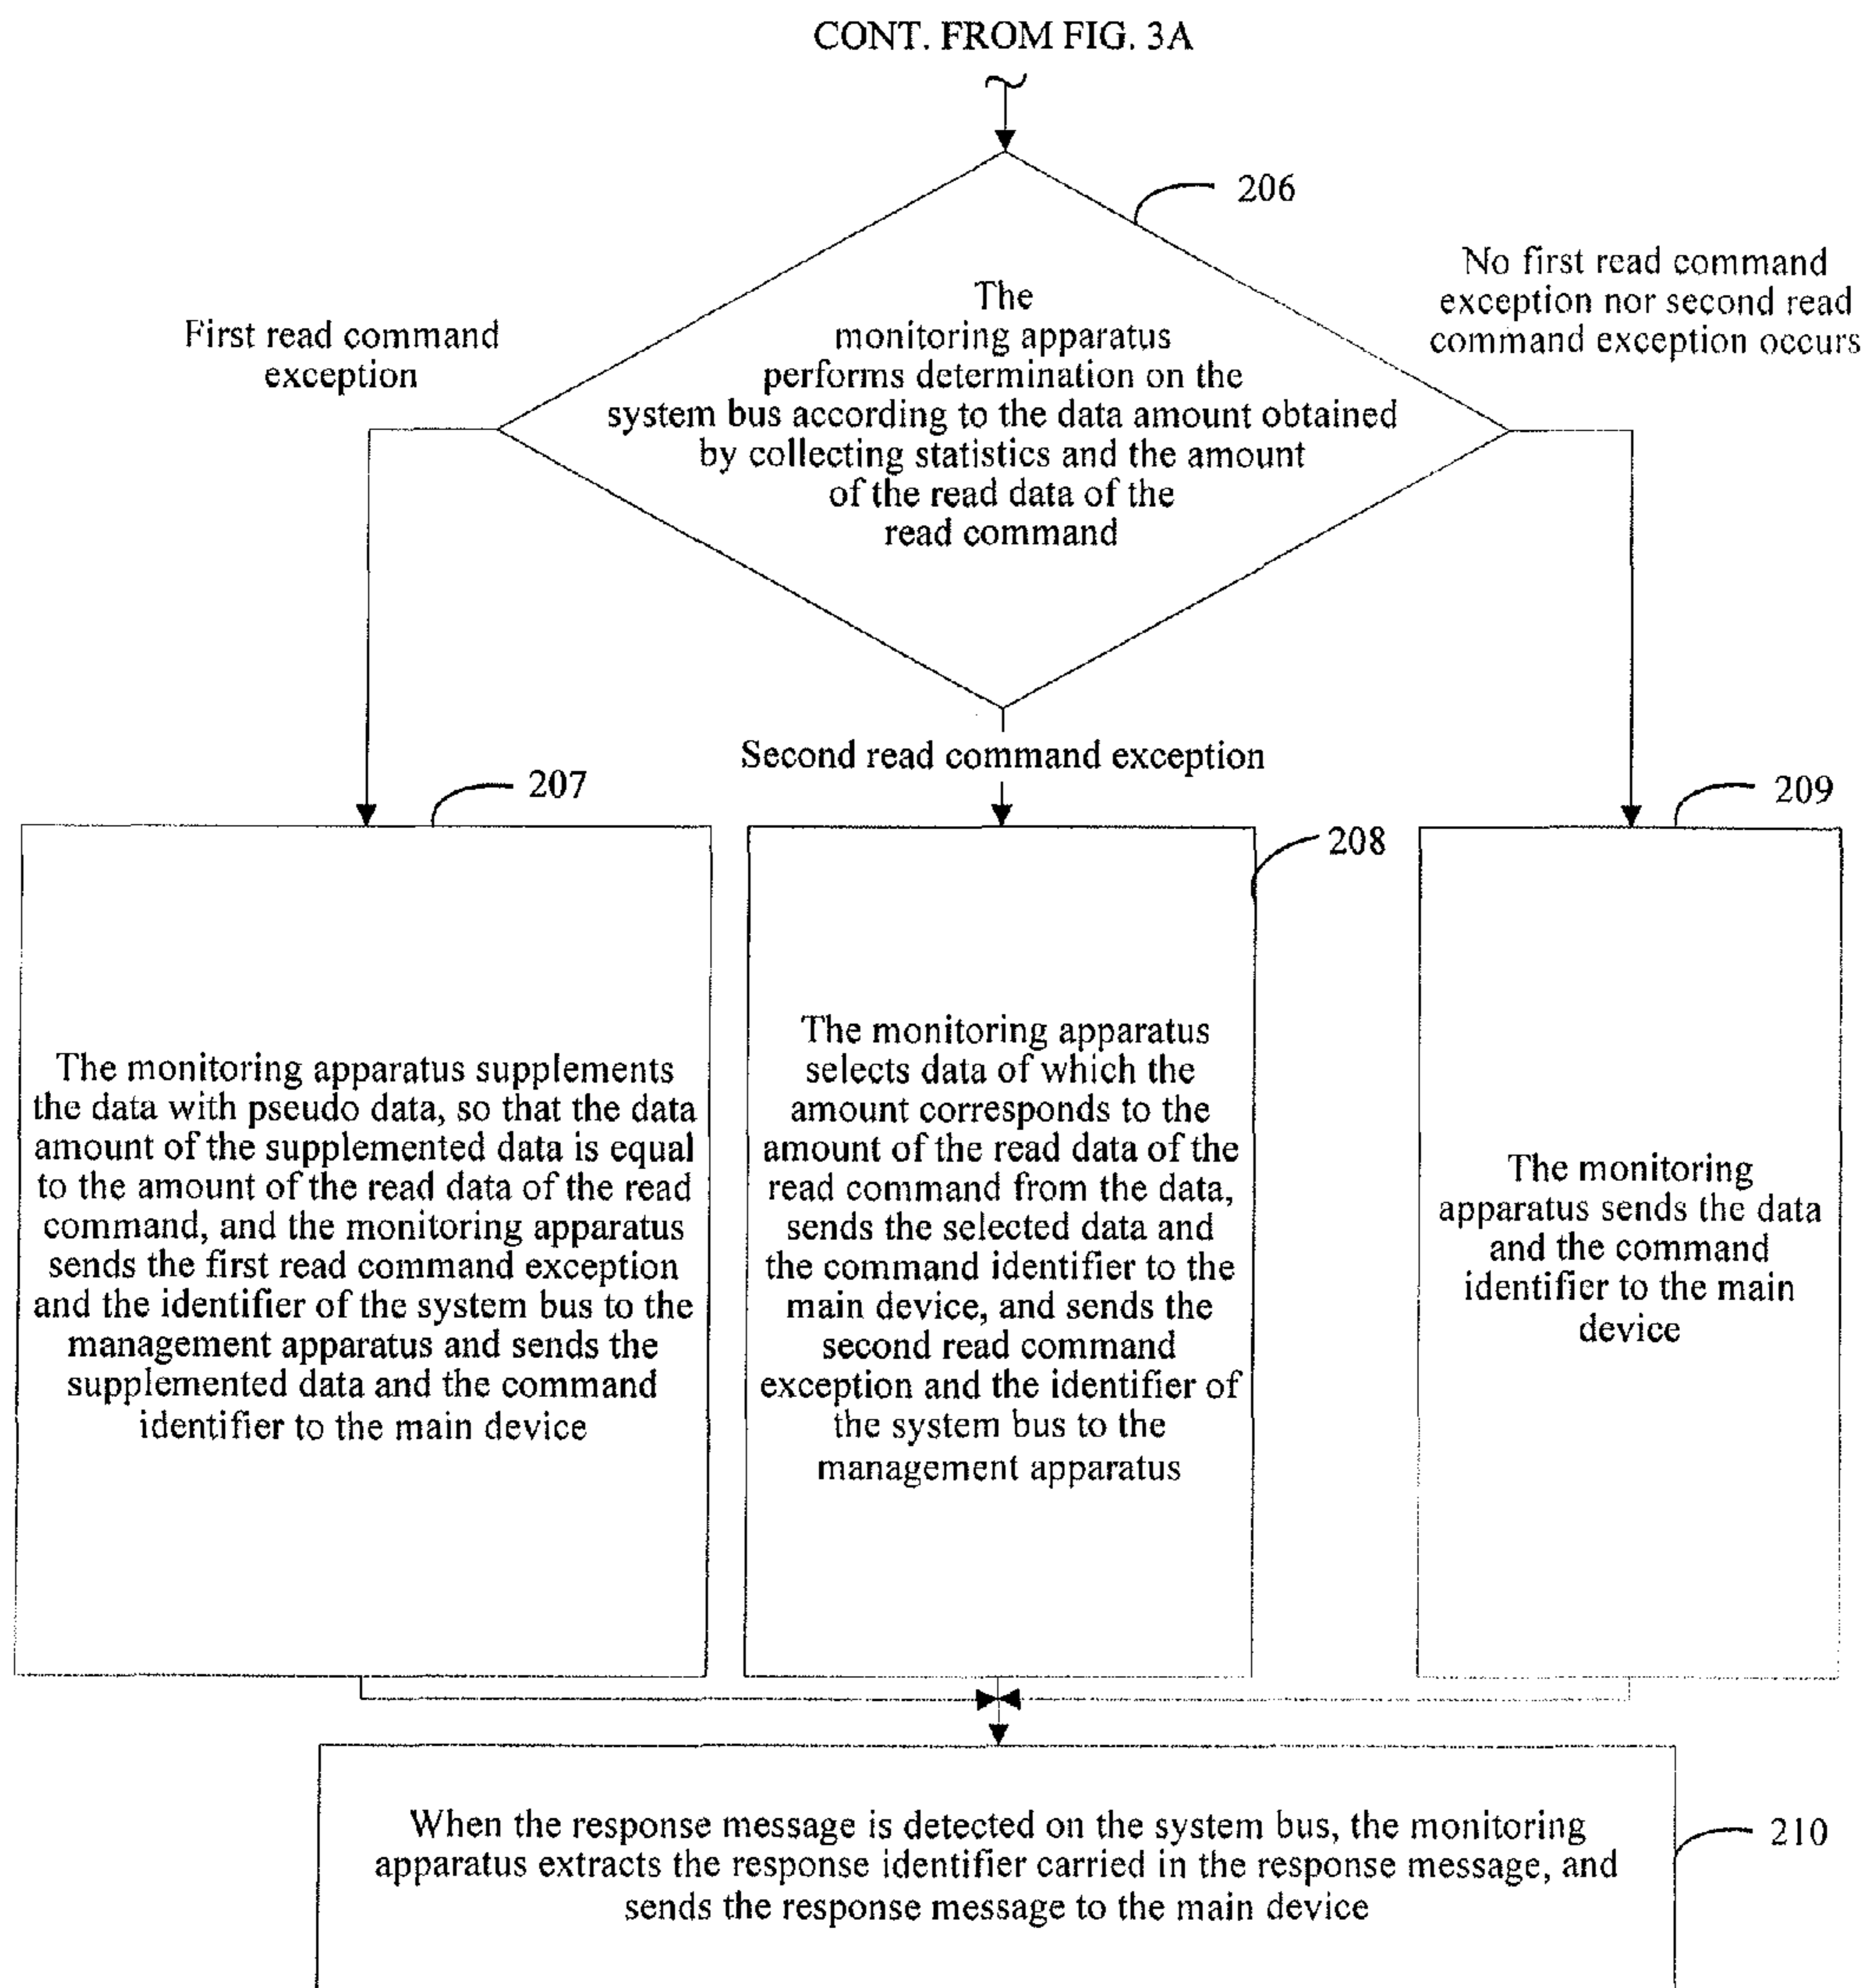 CONT. FROM FIG. 3A
206
No first read command
exception nor second read
command exception occurs
First read command
exception
The
monitoring apparatus
performs determination on the
system bus according to the data amount obtained
by collecting statistics and the amount
of the read data of the
read command
Second read command exception
207
208
209
The monitoring apparatus supplements
the data with pseudo data, so that the data
amount of the supplemented data is equal
to the amount of the read data of the read
command, and the monitoring apparatus
sends the first read command exception
and the identifier of the system bus to the
management apparatus and sends the
supplemented data and the command
identifier to the main device
The monitoring apparatus
selects data of which the
amount corresponds to the
amount of the read data of the
read command from the data,
sends the selected data and
the command identifier to the
main device, and sends the
second read command
exception and the identifier of
the system bus to the
management apparatus
The monitoring
apparatus sends the data
and the command
identifier to the main
device
When the response message is detected on the system bus, the monitoring
apparatus extracts the response identifier carried in the response message, and
sends the response message to the main device
210